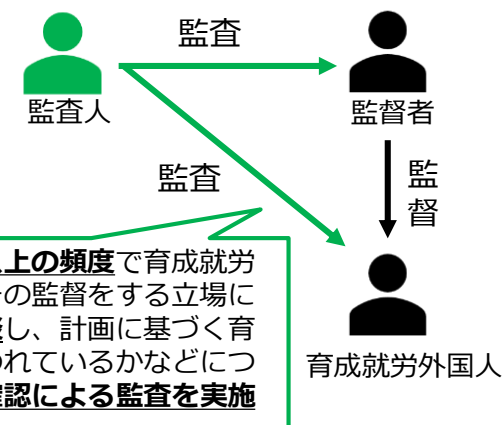 監査
監査人
監督者
監査
監督
上の頻度で育成就労
の監督をする立場に
し、計画に基づく育
れているかなどにつ
確認による監査を実施
育成就労外国人